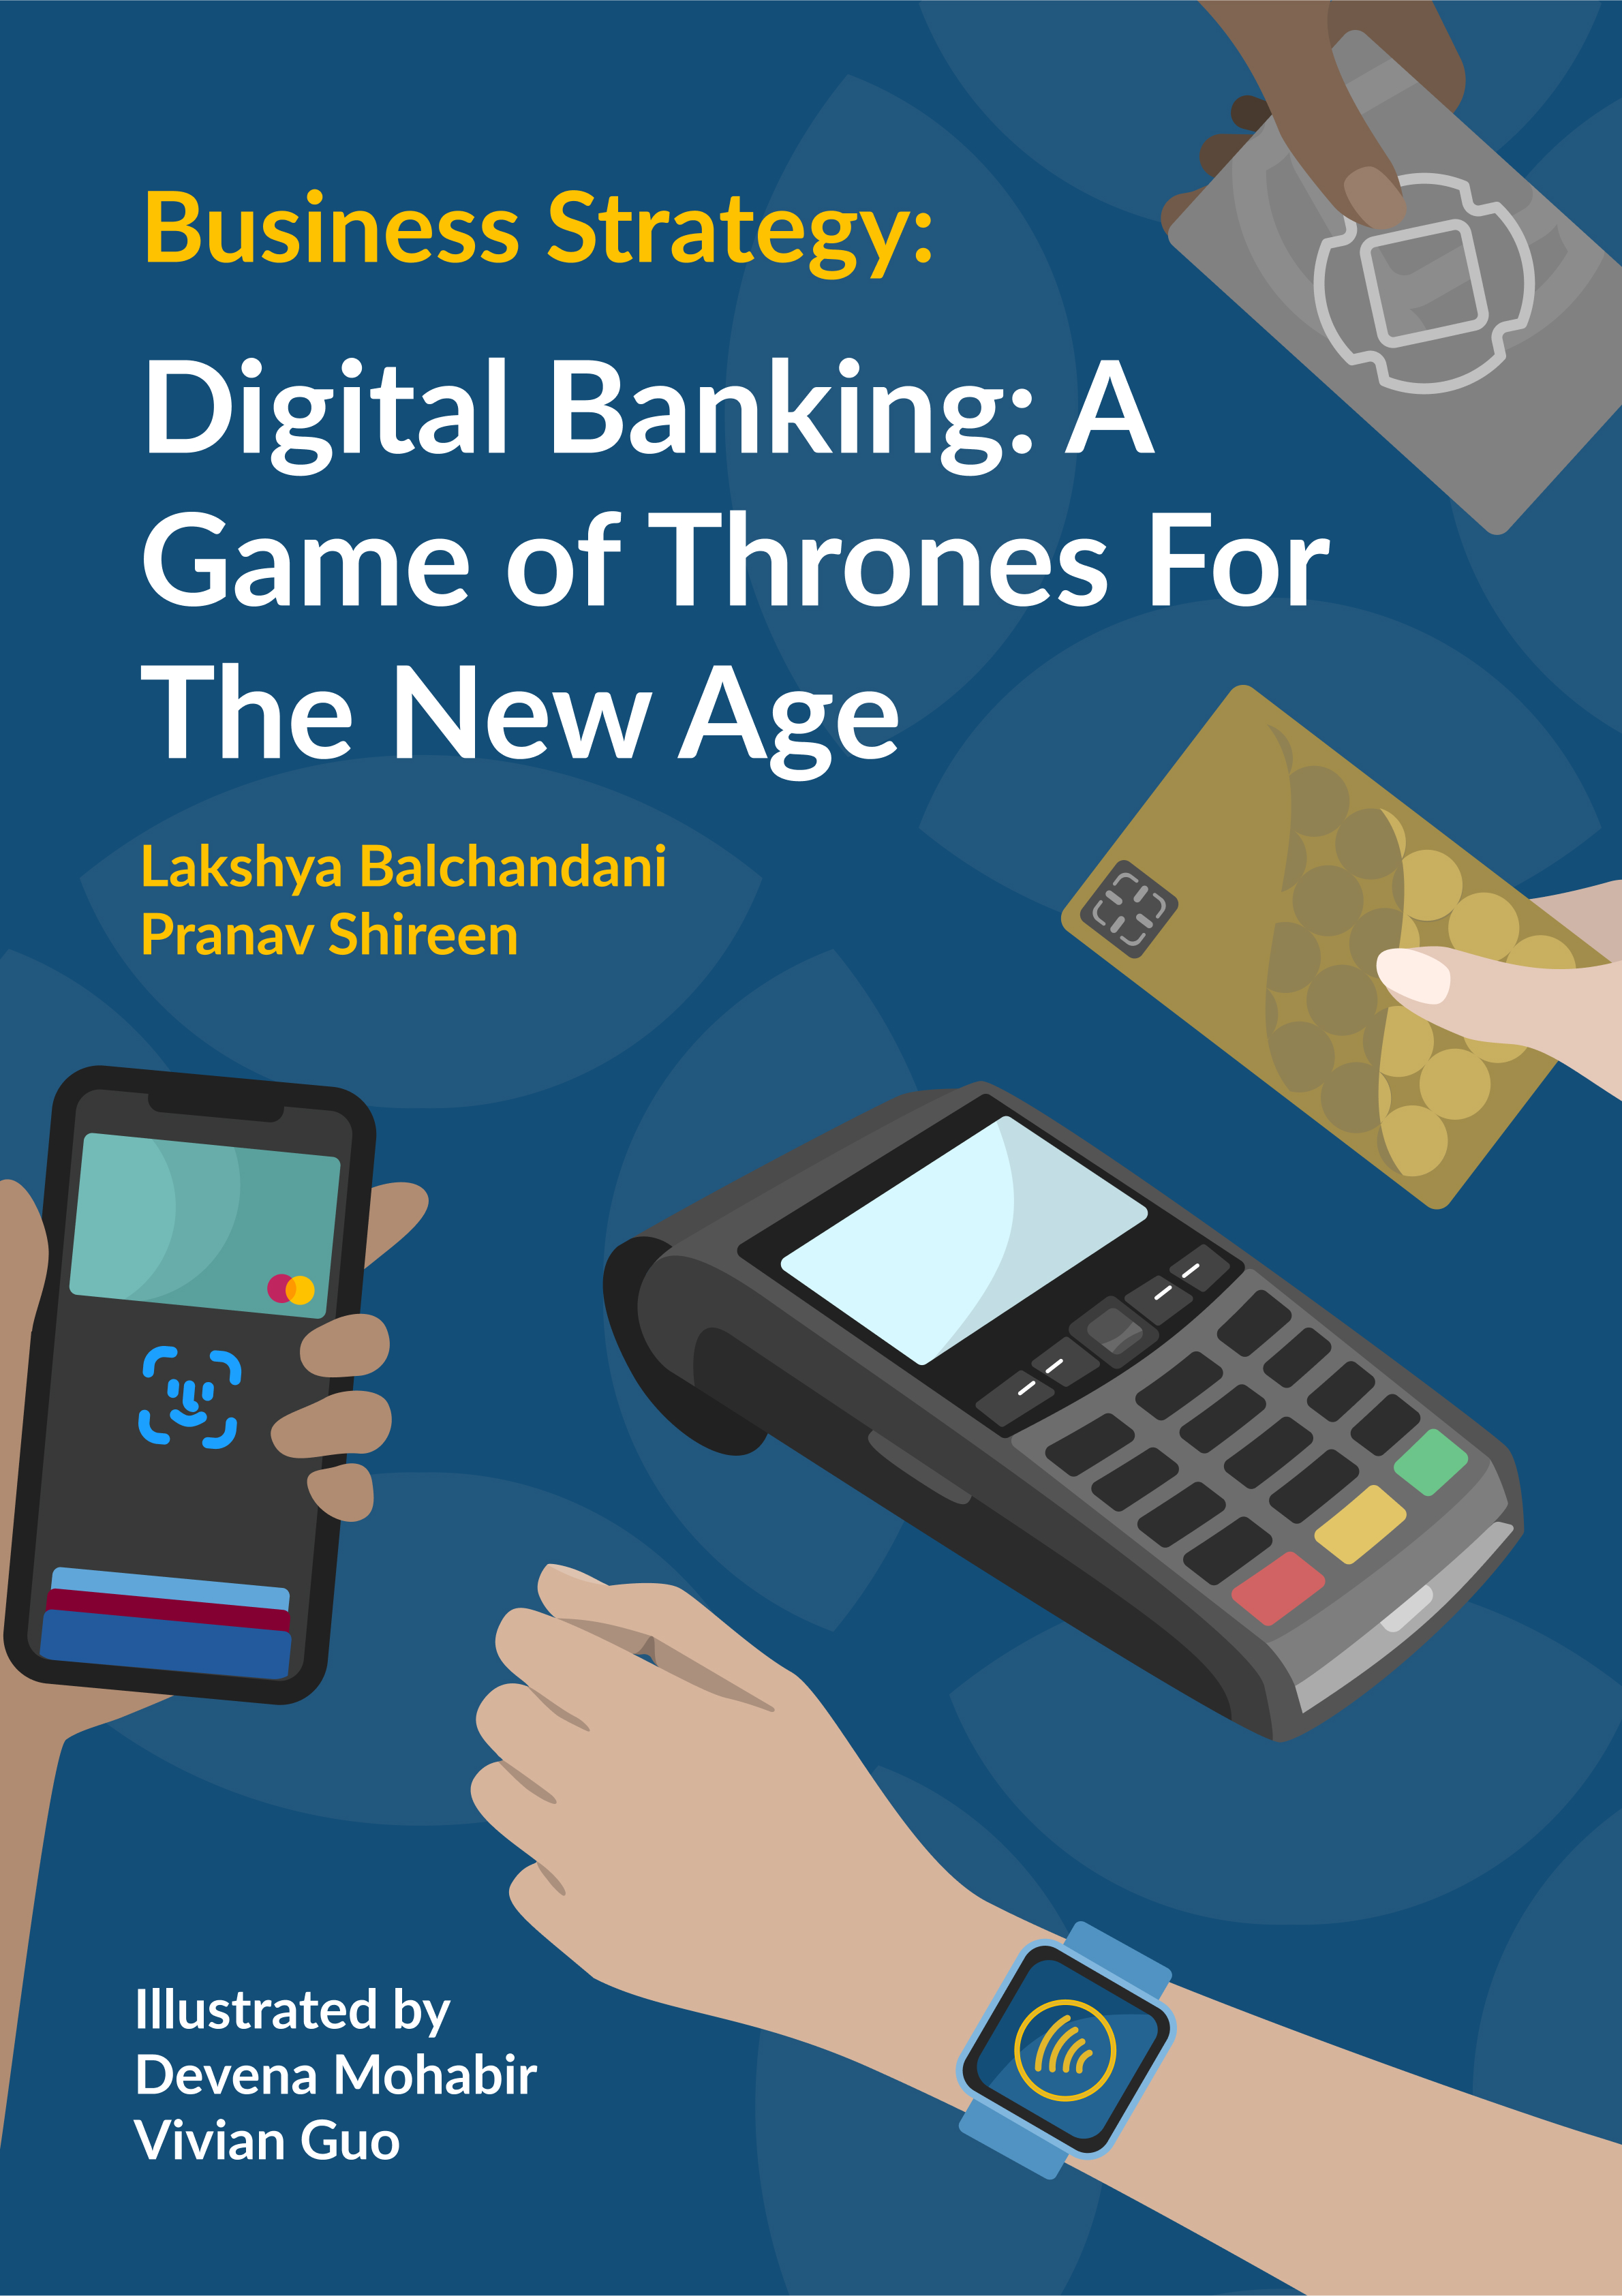 Business Strategy:
Digital Banking: A
Game of Thrones For
The New Age
Lakshya Balchandani
Pranav Shireen
Illustrated by
Devena Mohabir
Vivian Guo